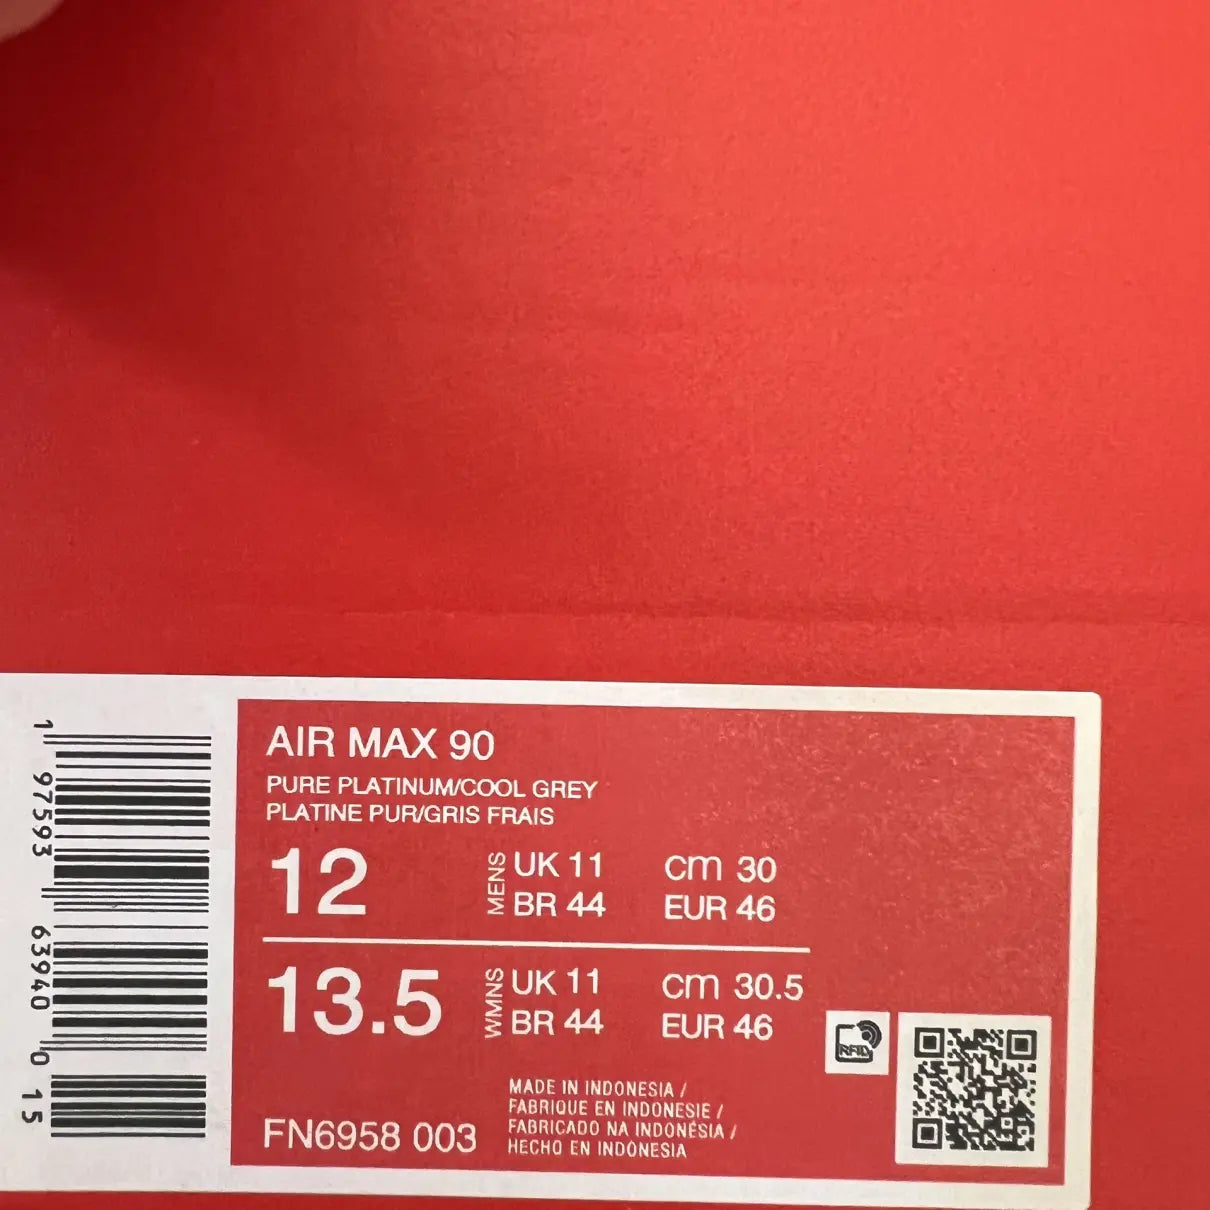 AIR MAX 90
PURE PLATINUM/COOL GREY
PLATINE PUR/GRIS FRAIS
12 MENS UK 11 cm 30
BR 44 EUR 46
13.5 WMNS UK 11 cm 30.5
BR 44 EUR 46
MADE IN INDONESIA /
FABRIQUE EN INDONESIE /
FABRICADO NA INDONÉSIA /
HECHO EN INDONESIA
FN6958 003
RFID
1 97593 63940 0 15